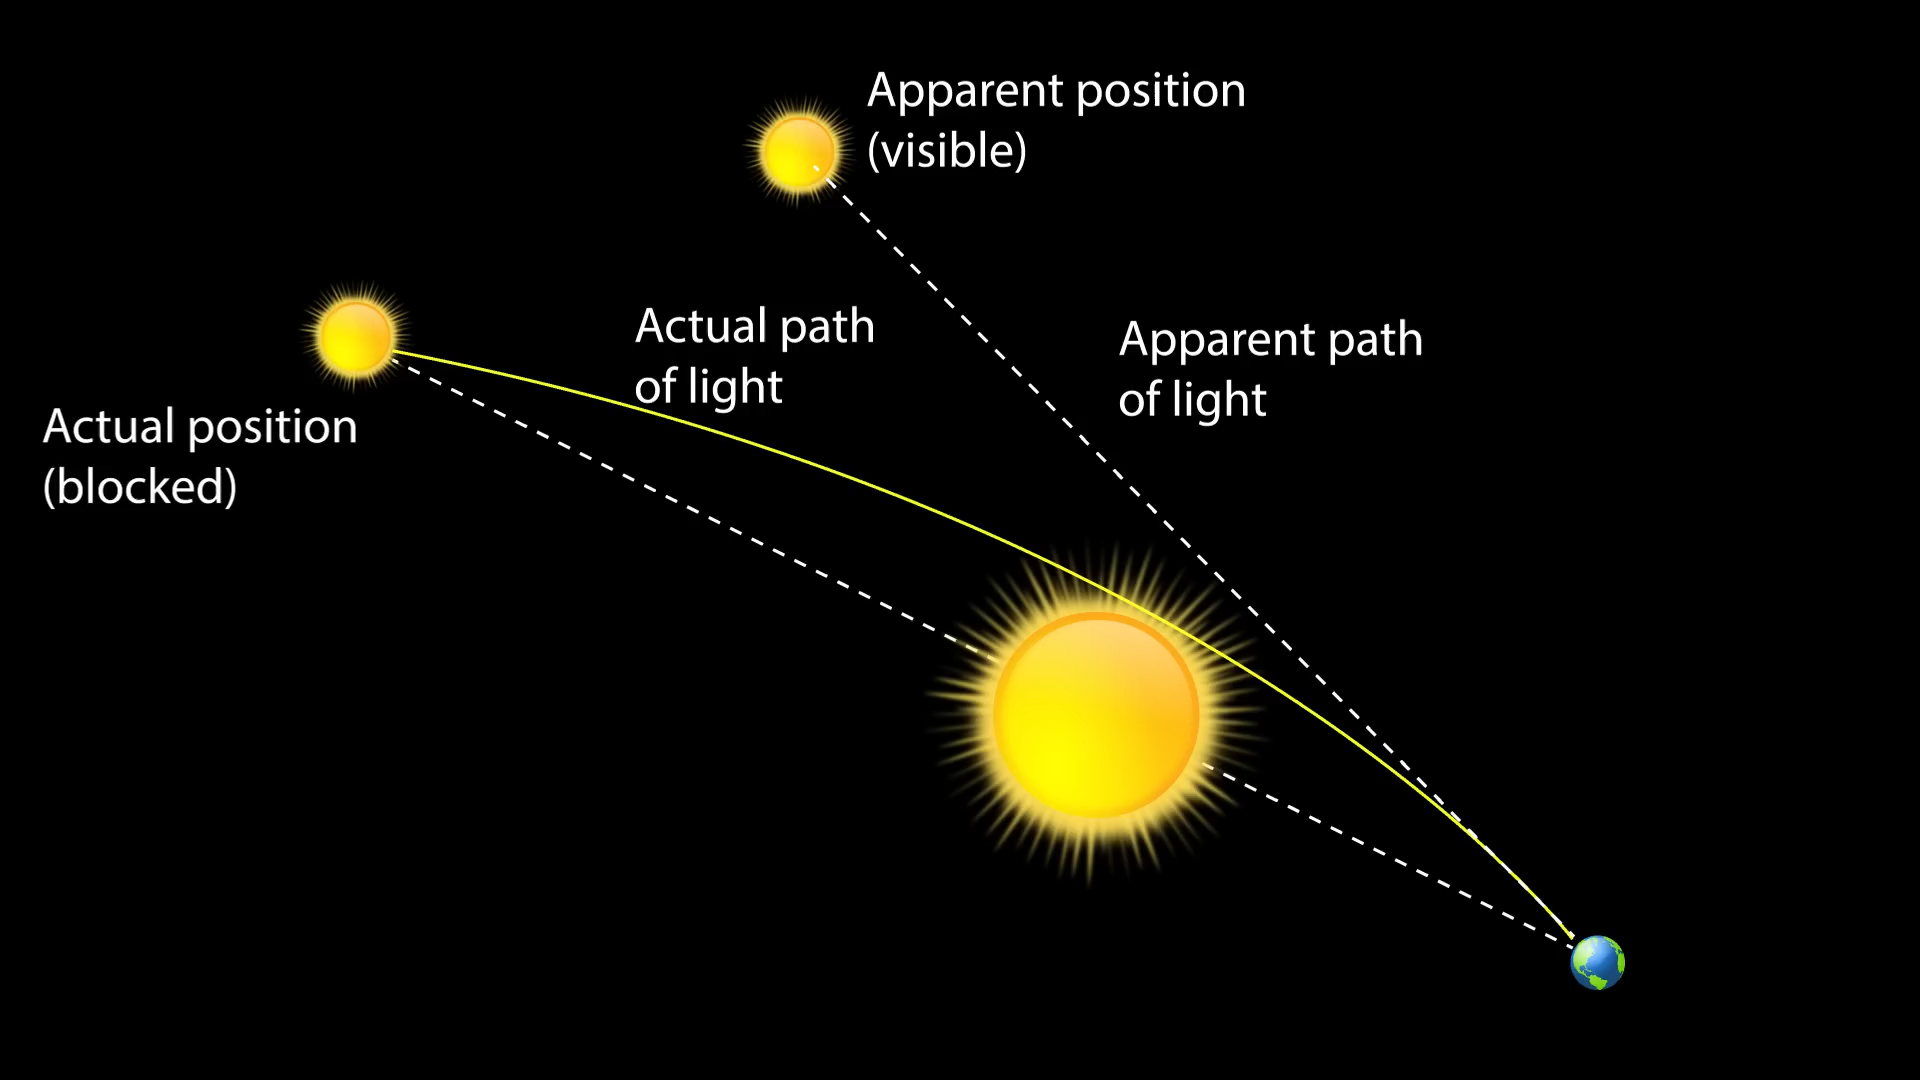 Apparent position
(visible)
Actual path
of light
Apparent path
of light
Actual position
(blocked)